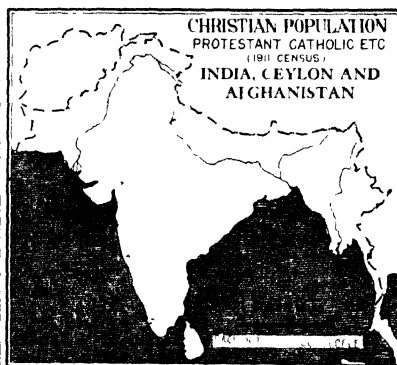 CHRISTIAN POPULATION
PROTESTANT CATHOLIC ETC
(1911 CENSUS)
INDIA, CEYLON AND
AFGHANISTAN